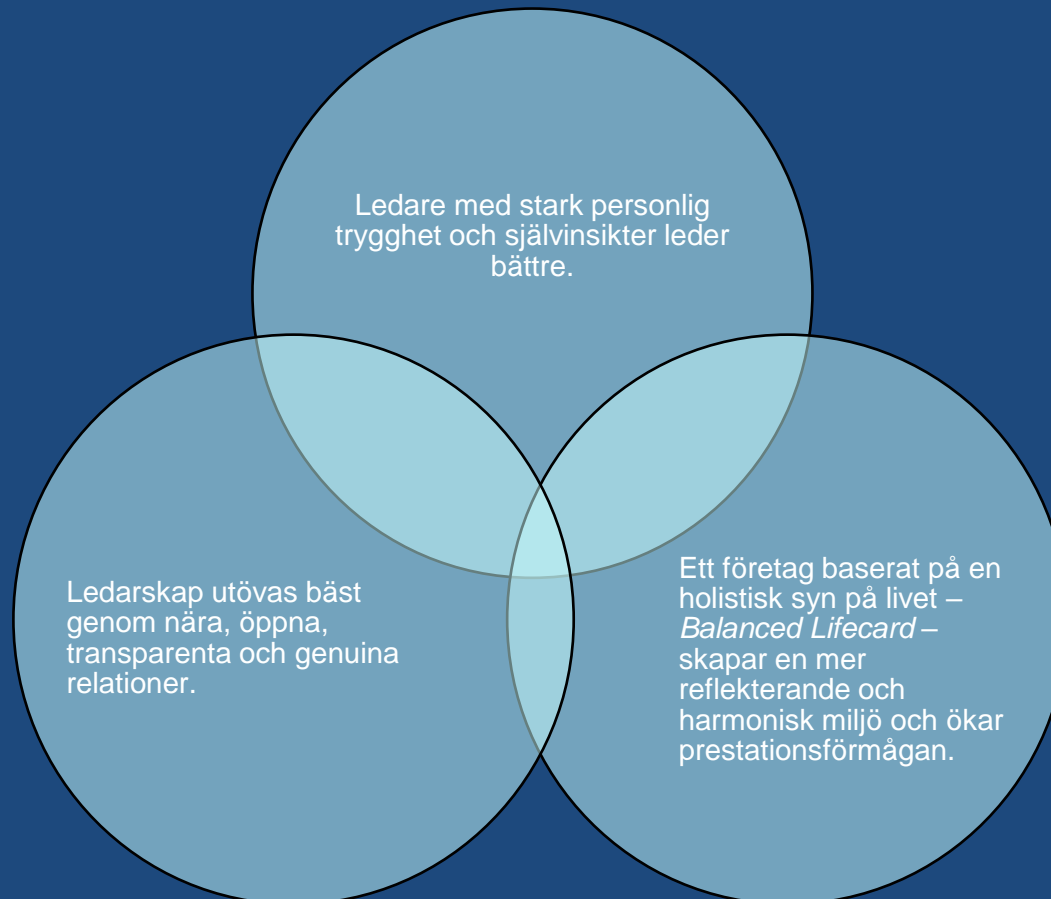 Ledare med stark personlig
trygghet och självinsikter leder
bättre.
Ledarskap utövas bäst
genom nära, öppna,
transparenta och genuina
relationer.
Ett företag baserat på en
holistisk syn på livet –
Balanced Lifecard –
skapar en mer
reflekterande och
harmonisk miljö och ökar
prestationsförmågan.